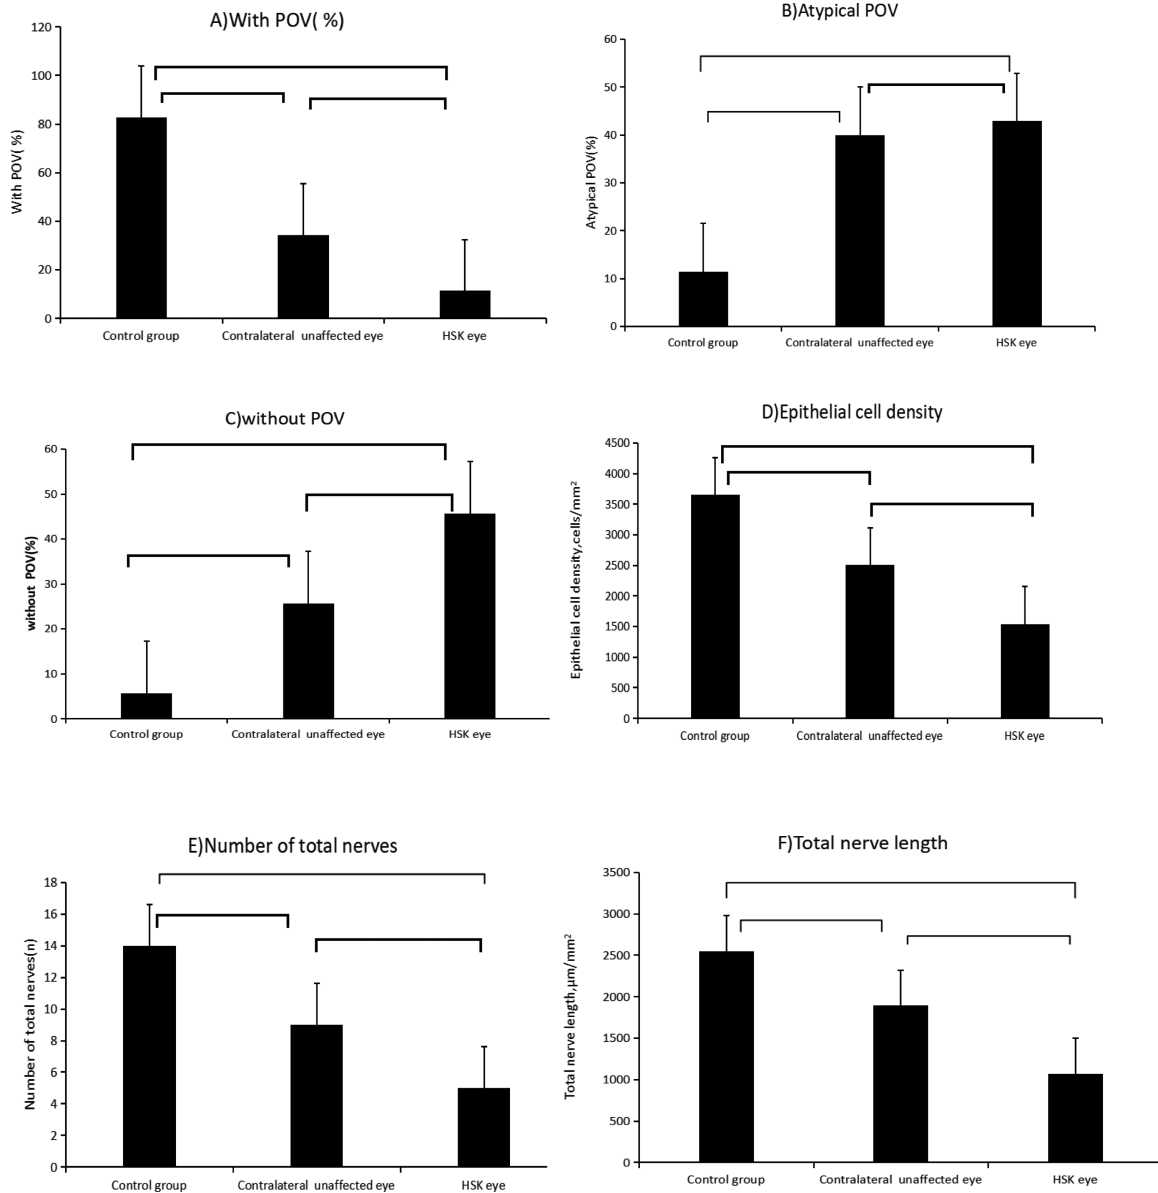 A)With POV( %)
With POV( %)
120
100
80
60
40
20
0
Control group
Contralateral unaffected eye
HSK eye
B)Atypical POV
Atypical POV(%)
60
50
40
30
20
10
0
Control group
Contralateral unaffected eye
HSK eye
C)without POV
without POV(%)
60
50
40
30
20
10
0
Control group
Contralateral unaffected eye
HSK eye
D)Epithelial cell density
Epithelial cell density,cells/mm²
4500
4000
3500
3000
2500
2000
1500
1000
500
0
Control group
Contralateral unaffected eye
HSK eye
E)Number of total nerves
Number of total nerves(n)
18
16
14
12
10
8
6
4
2
0
Control group
Contralateral unaffected eye
HSK eye
F)Total nerve length
Total nerve length,μm/mm²
3500
3000
2500
2000
1500
1000
500
0
Control group
Contralateral unaffected eye
HSK eye